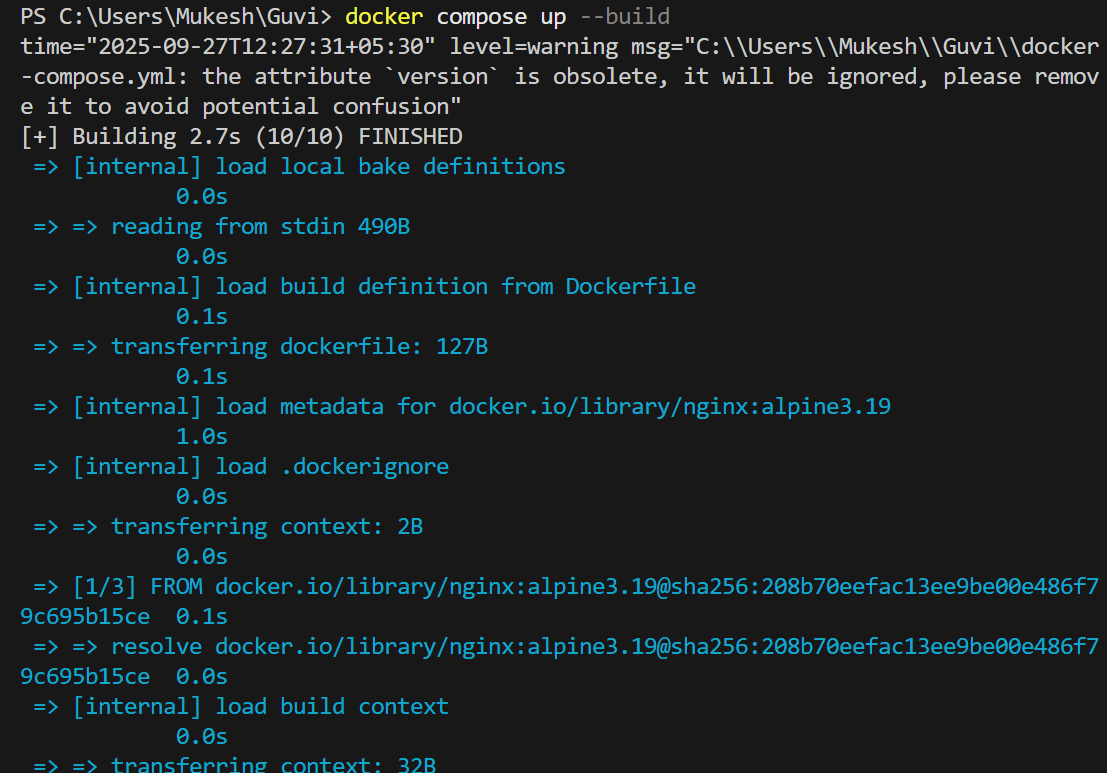 PS C:\Users\Mukesh\Guvi> docker compose up --build
time="2025-09-27T12:27:31+05:30" level=warning msg="C:\\Users\\Mukesh\\Guvi\\docker
-compose.yml: the attribute `version` is obsolete, it will be ignored, please remov
e it to avoid potential confusion"
[+] Building 2.7s (10/10) FINISHED
 => [internal] load local bake definitions
            0.0s
 => => reading from stdin 490B
            0.0s
 => [internal] load build definition from Dockerfile
            0.1s
 => => transferring dockerfile: 127B
            0.1s
 => [internal] load metadata for docker.io/library/nginx:alpine3.19
            1.0s
 => [internal] load .dockerignore
            0.0s
 => => transferring context: 2B
            0.0s
 => [1/3] FROM docker.io/library/nginx:alpine3.19@sha256:208b70eefac13ee9be00e486f7
9c695b15ce  0.1s
 => => resolve docker.io/library/nginx:alpine3.19@sha256:208b70eefac13ee9be00e486f7
9c695b15ce  0.0s
 => [internal] load build context
            0.0s
 => => transferring context: 32B